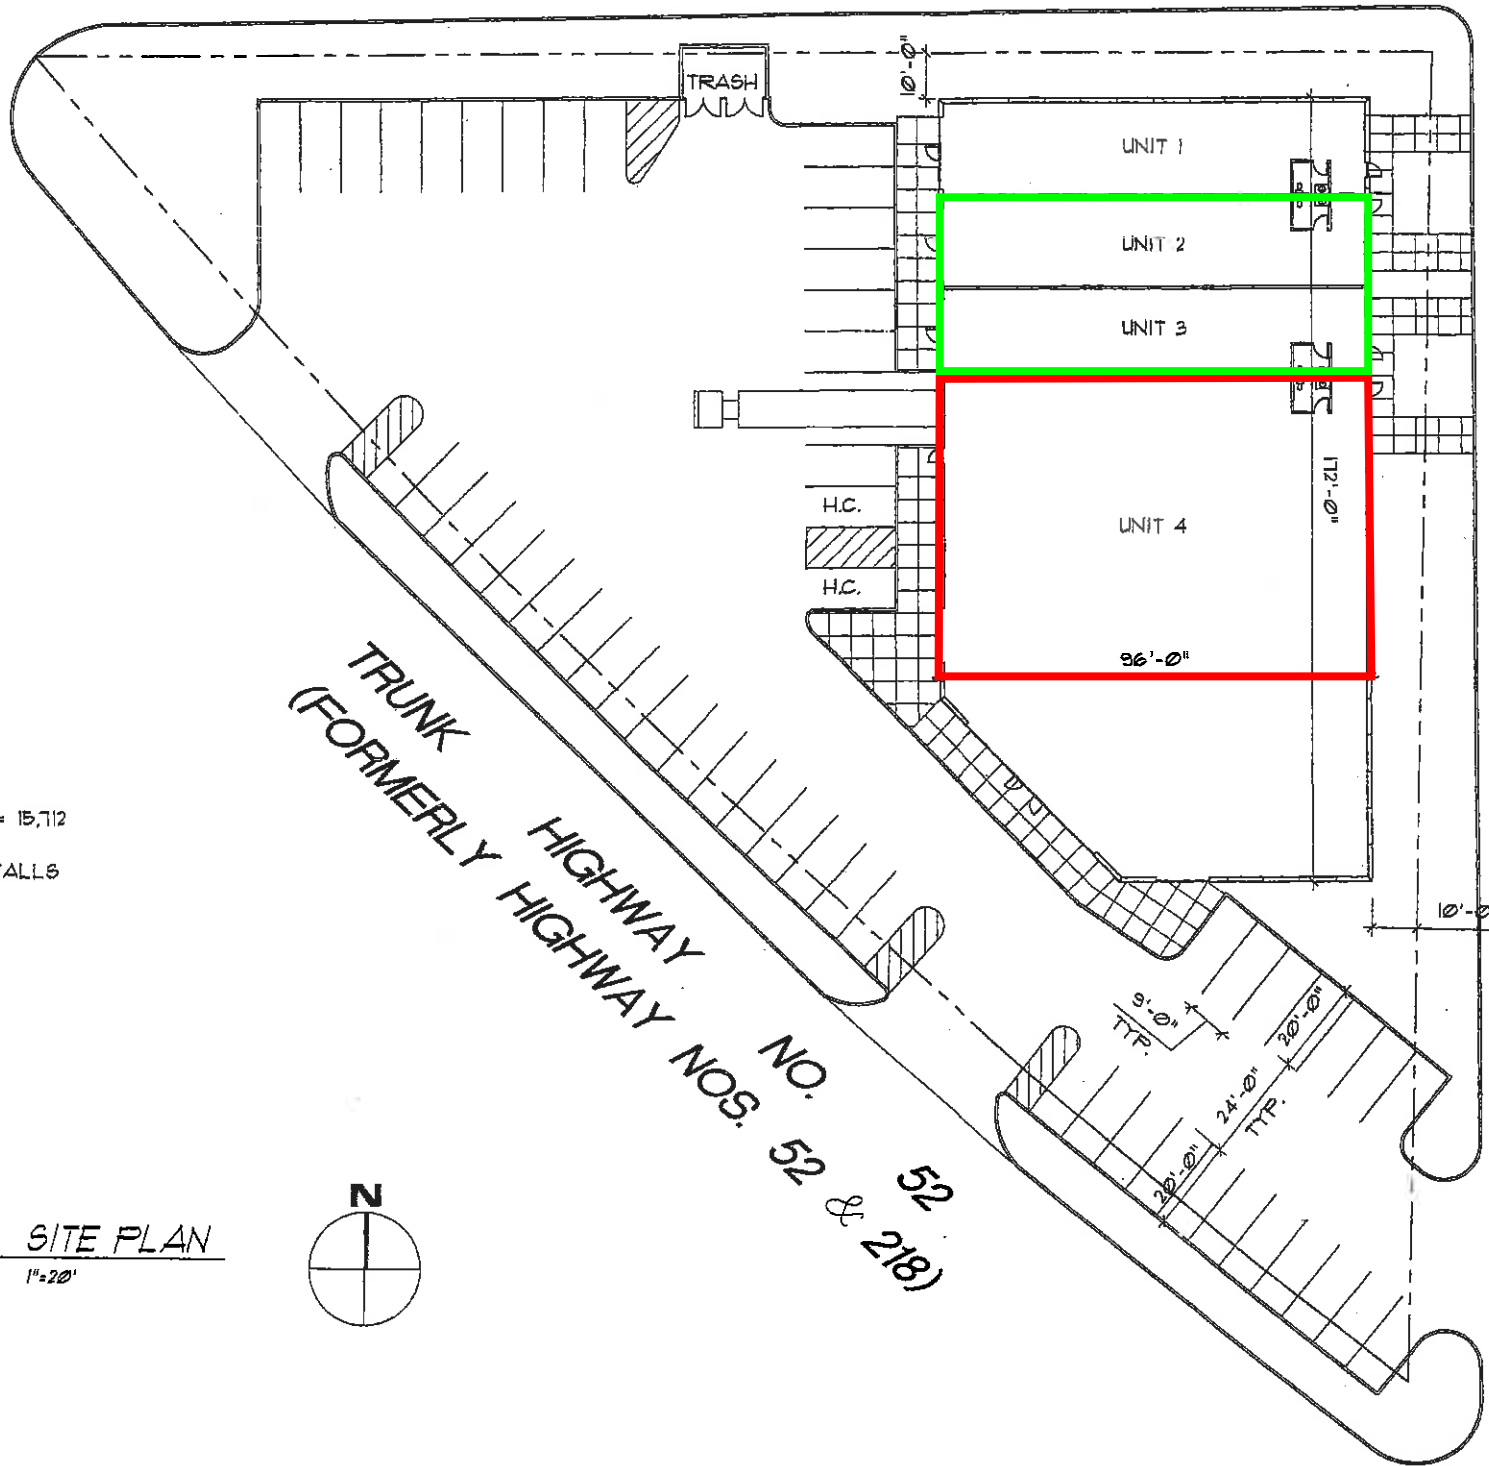 TRASH
10'-0"
UNIT 1
UNIT 2
UNIT 3
172'-0"
H.C.
UNIT 4
H.C.
96'-0"
TRUNK HIGHWAY NO. 52
(FORMERLY HIGHWAY NOS. 52 & 218)
= 15,712
TALLS
10'-0
9'-0"
TYP.
20'-0"
24'-0"
TYP.
20'-0"
N
SITE PLAN
1"=20'